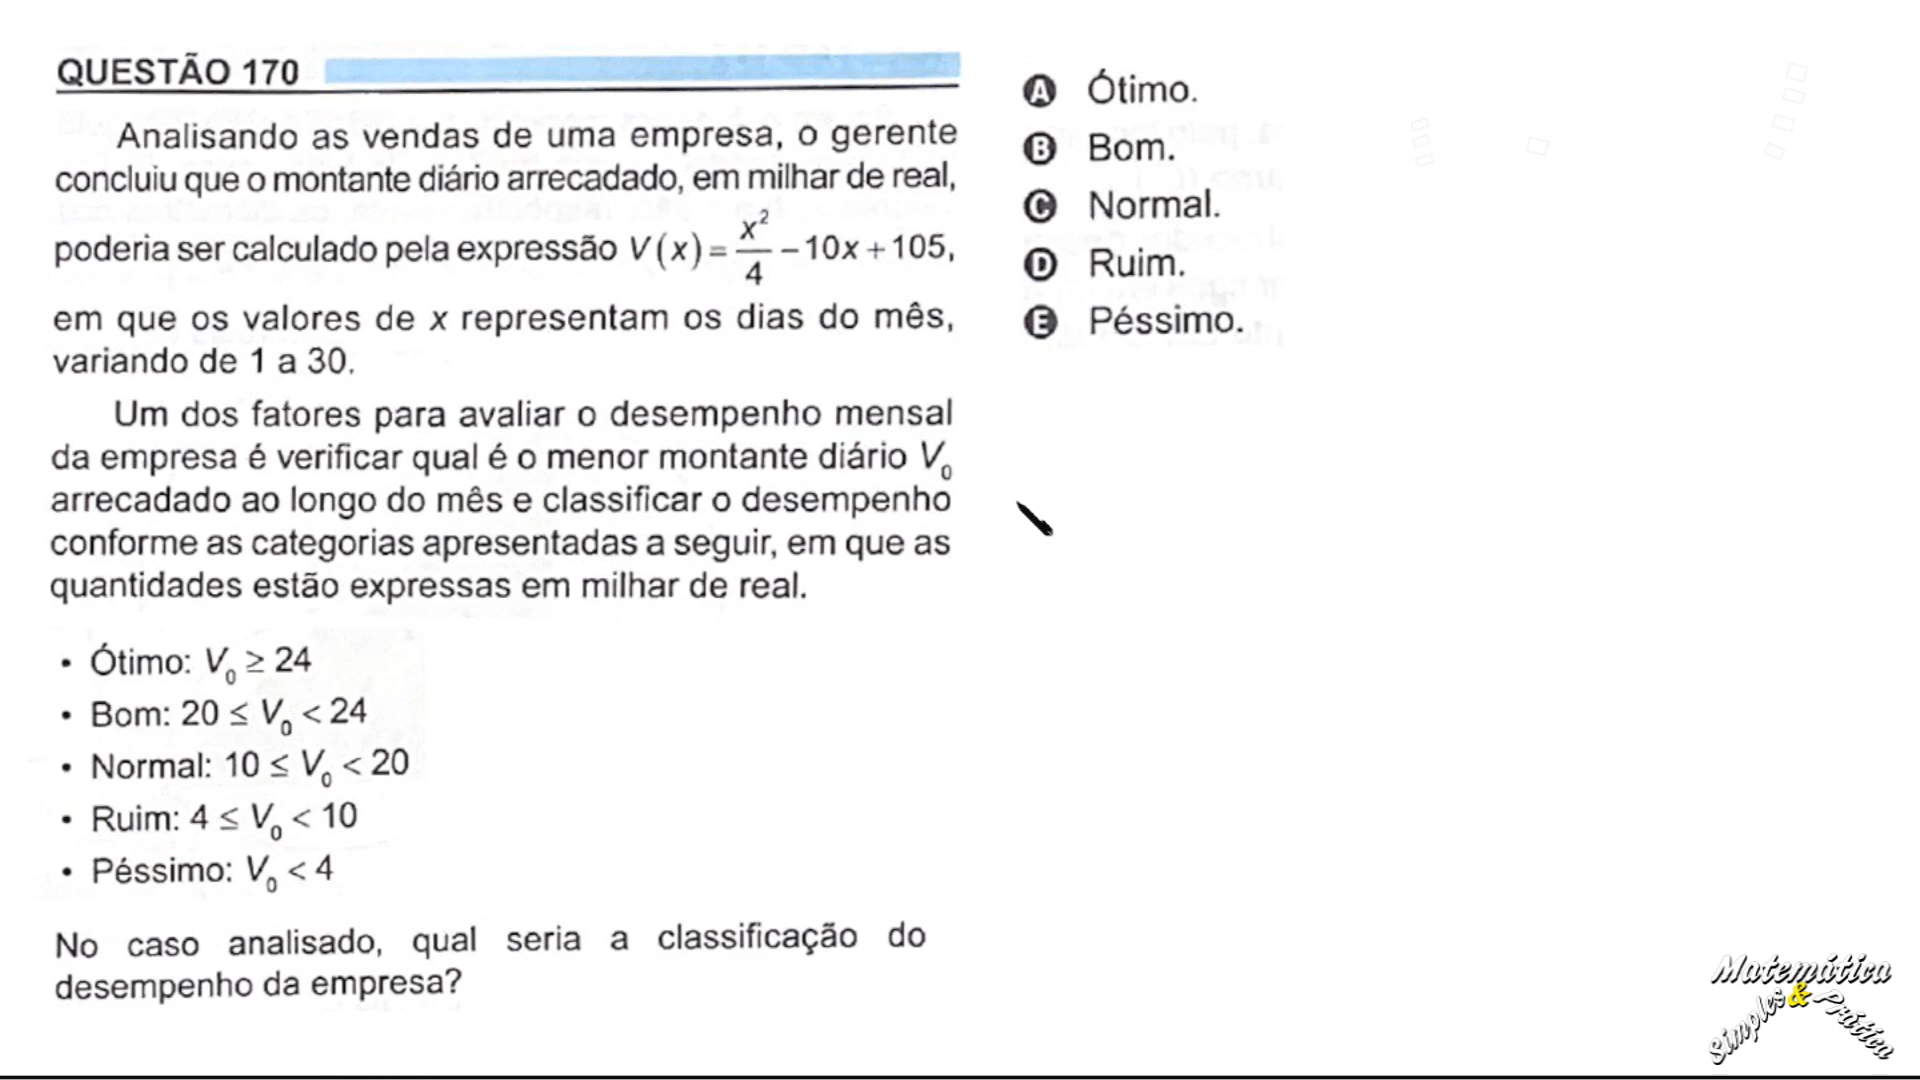 QUESTÃO 170
Analisando as vendas de uma empresa, o gerente
concluiu que o montante diário arrecadado, em milhar de real,
poderia ser calculado pela expressão V(x) = x²/4 – 10x + 105,
em que os valores de x representam os dias do mês,
variando de 1 a 30.
Um dos fatores para avaliar o desempenho mensal
da empresa é verificar qual é o menor montante diário V₀
arrecadado ao longo do mês e classificar o desempenho
conforme as categorias apresentadas a seguir, em que as
quantidades estão expressas em milhar de real.
• Ótimo: V₀ ≥ 24
• Bom: 20 ≤ V₀ < 24
• Normal: 10 ≤ V₀ < 20
• Ruim: 4 ≤ V₀ < 10
• Péssimo: V₀ < 4
No caso analisado, qual seria a classificação do
desempenho da empresa?
A Ótimo.
B Bom.
C Normal.
D Ruim.
E Péssimo.
Matemática
Simples & Prática